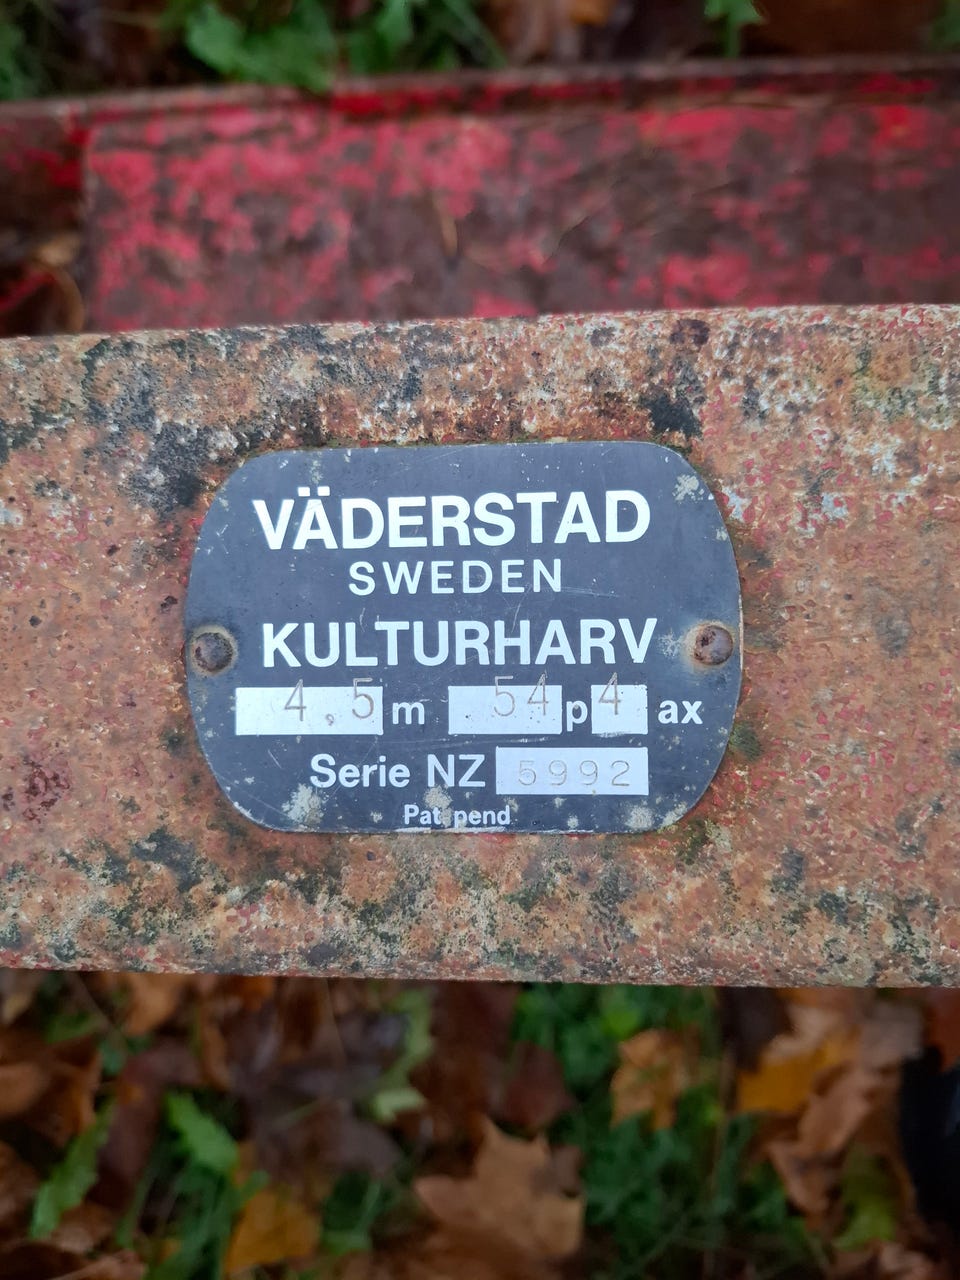 VÄDERSTAD
SWEDEN
KULTURHARV
4.5 m 54 p 4 ax
Serie NZ 5992
Pat pend